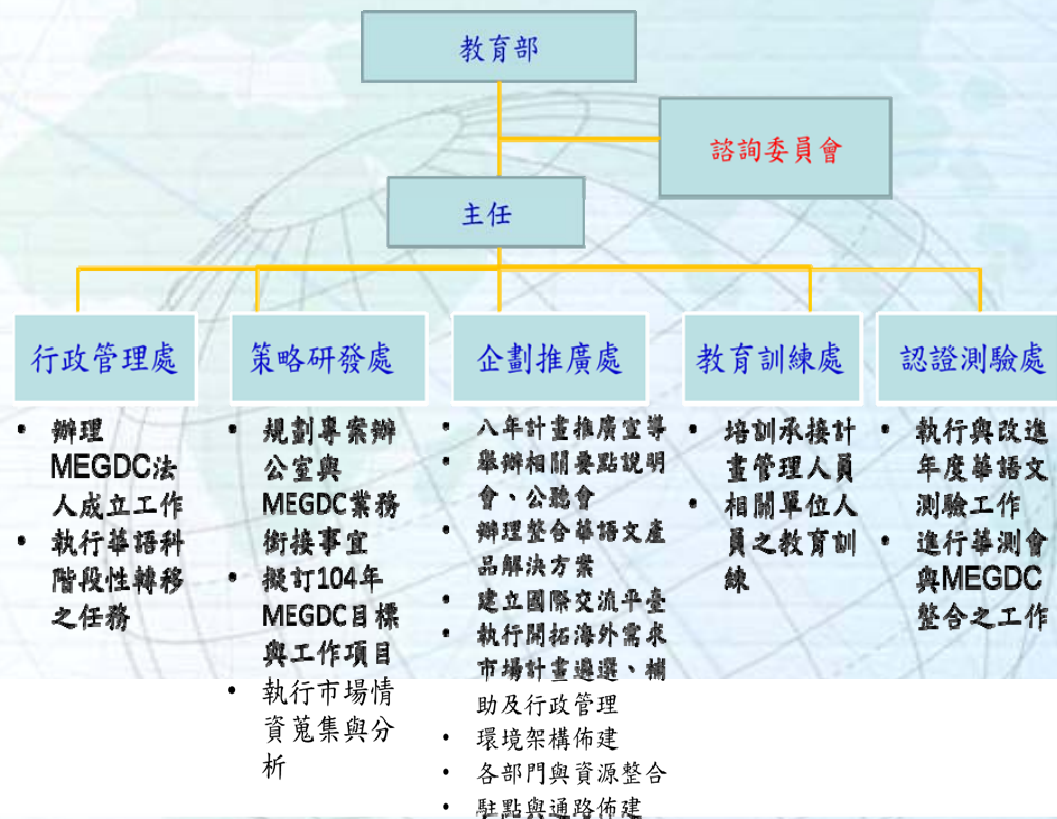 教育部
諮詢委員會
主任
行政管理處
策略研發處
企劃推廣處
教育訓練處
認證測驗處
• 辦理
MEGDC法
人成立工作
• 執行華語科
階段性轉移
之任務
• 規劃專案辦
公室與
MEGDC業務
銜接事宜
• 擬訂104年
MEGDC目標
與工作項目
• 執行市場情
資蒐集與分
析
• 八年計畫推廣宣導
• 舉辦相關要點說明
會、公聽會
• 辦理整合華語文產
品解決方案
• 建立國際交流平臺
• 執行開拓海外需求
市場計畫遴選、補
助及行政管理
• 環境架構佈建
• 各部門與資源整合
• 駐點與通路佈建
• 培訓承接計
畫管理人員
• 相關單位人
員之教育訓
練
• 執行與改進
年度華語文
測驗工作
• 進行華測會
與MEGDC
整合之工作